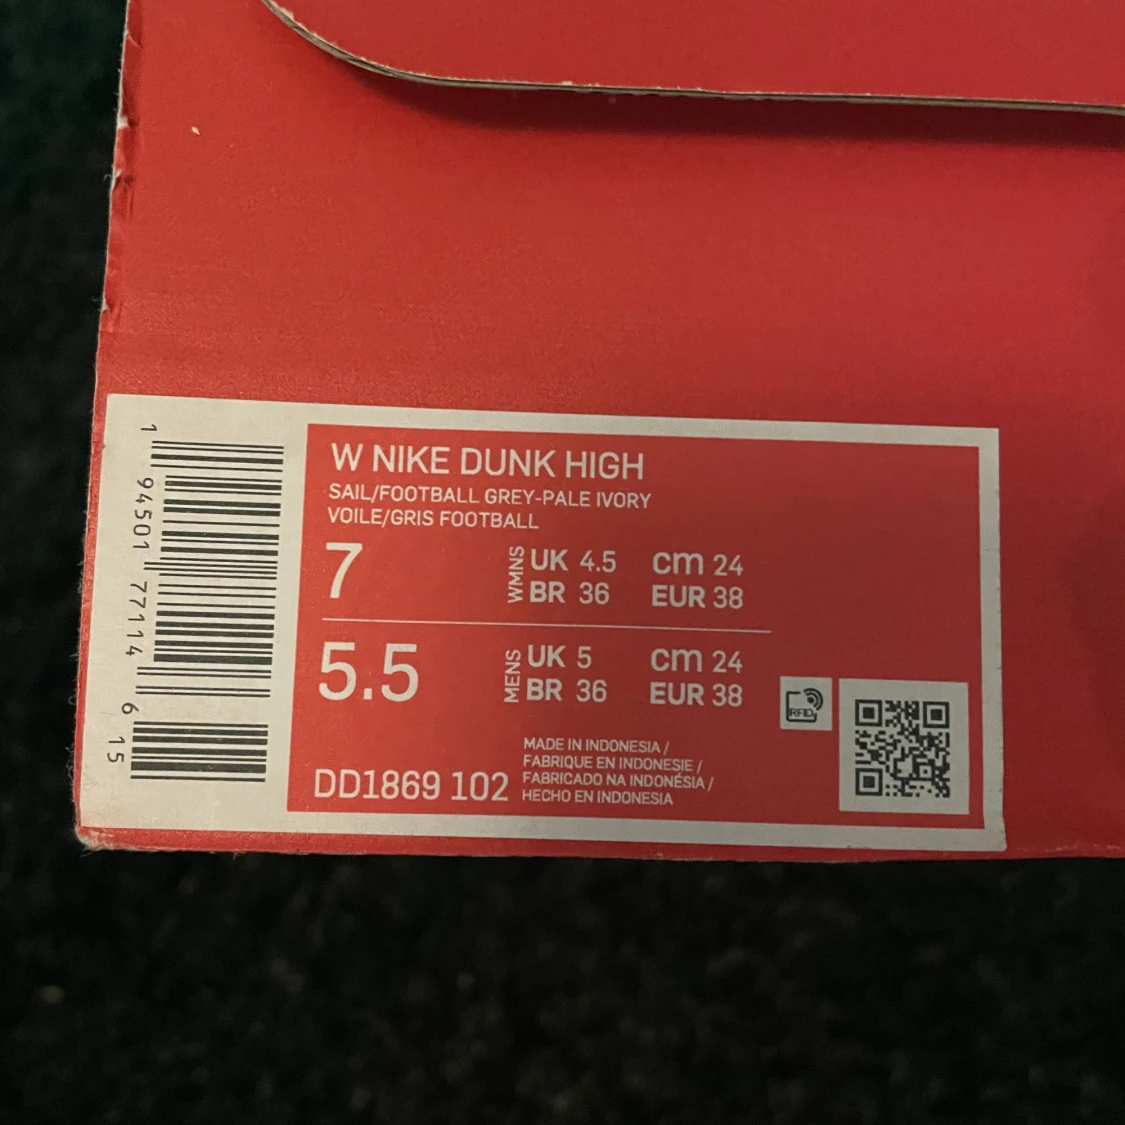 W NIKE DUNK HIGH
SAIL/FOOTBALL GREY-PALE IVORY
VOILE/GRIS FOOTBALL
7
WMNS
UK 4.5 cm 24
BR 36 EUR 38
5.5
MENS
UK 5 cm 24
BR 36 EUR 38
DD1869 102
MADE IN INDONESIA /
FABRIQUE EN INDONESIE /
FABRICADO NA INDONÉSIA /
HECHO EN INDONESIA
RFID
1 94501 77114 6 15